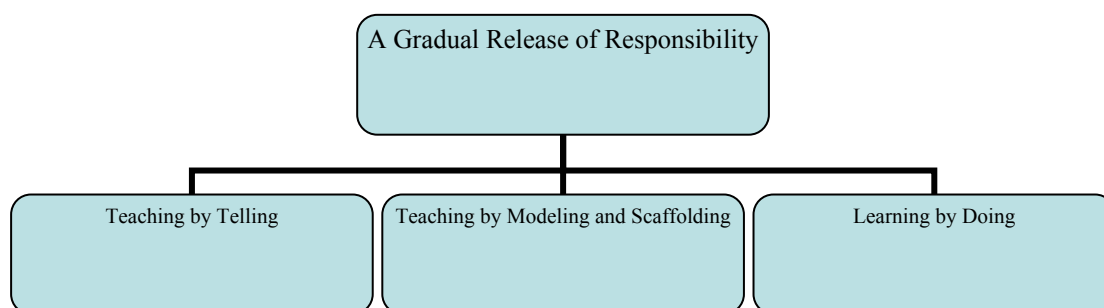 A Gradual Release of Responsibility
Teaching by Telling
Teaching by Modeling and Scaffolding
Learning by Doing